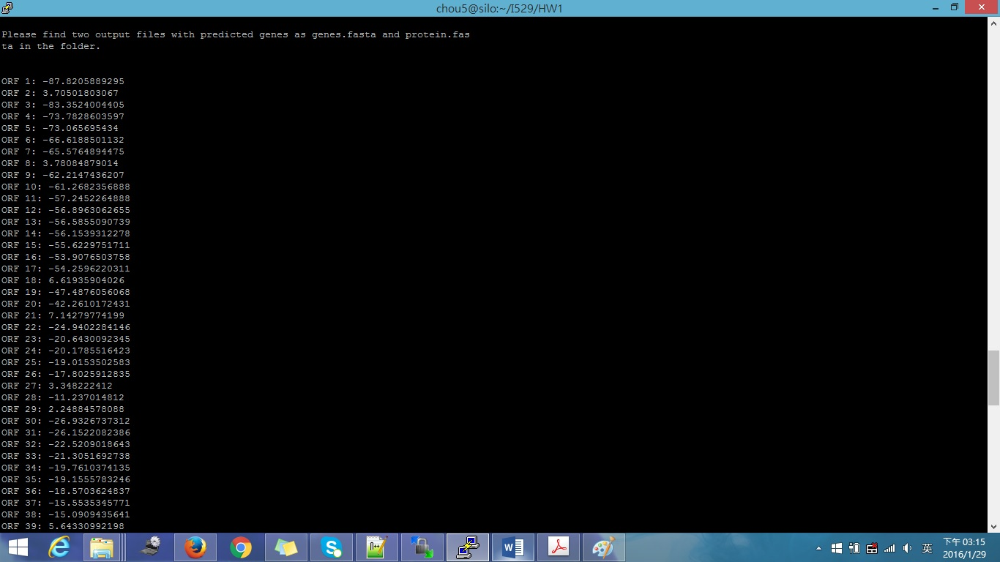 chou5@silo:~/I529/HW1
Please find two output files with predicted genes as genes.fasta and protein.fas
ta in the folder.
ORF 1: -87.8205889295
ORF 2: 3.70501803067
ORF 3: -83.3524004405
ORF 4: -73.7828603597
ORF 5: -73.065695434
ORF 6: -66.6188501132
ORF 7: -65.5764894475
ORF 8: 3.78084879014
ORF 9: -62.2147436207
ORF 10: -61.2682356888
ORF 11: -57.2452264888
ORF 12: -56.8963062655
ORF 13: -56.5855090739
ORF 14: -56.1539312278
ORF 15: -55.6229751711
ORF 16: -53.9076503758
ORF 17: -54.2596220311
ORF 18: 6.61935904026
ORF 19: -47.4876056068
ORF 20: -42.2610172431
ORF 21: 7.14279774199
ORF 22: -24.9402284146
ORF 23: -20.6430092345
ORF 24: -20.1785516423
ORF 25: -19.0153502583
ORF 26: -17.8025912835
ORF 27: 3.348222412
ORF 28: -11.237014812
ORF 29: 2.24884578088
ORF 30: -26.9326737312
ORF 31: -26.1522082386
ORF 32: -22.5209018643
ORF 33: -21.3051692738
ORF 34: -19.7610374135
ORF 35: -19.1555783246
ORF 36: -18.5703624837
ORF 37: -15.5535345771
ORF 38: -15.0909435641
ORF 39: 5.64330992198
英
下午 03:15
2016/1/29